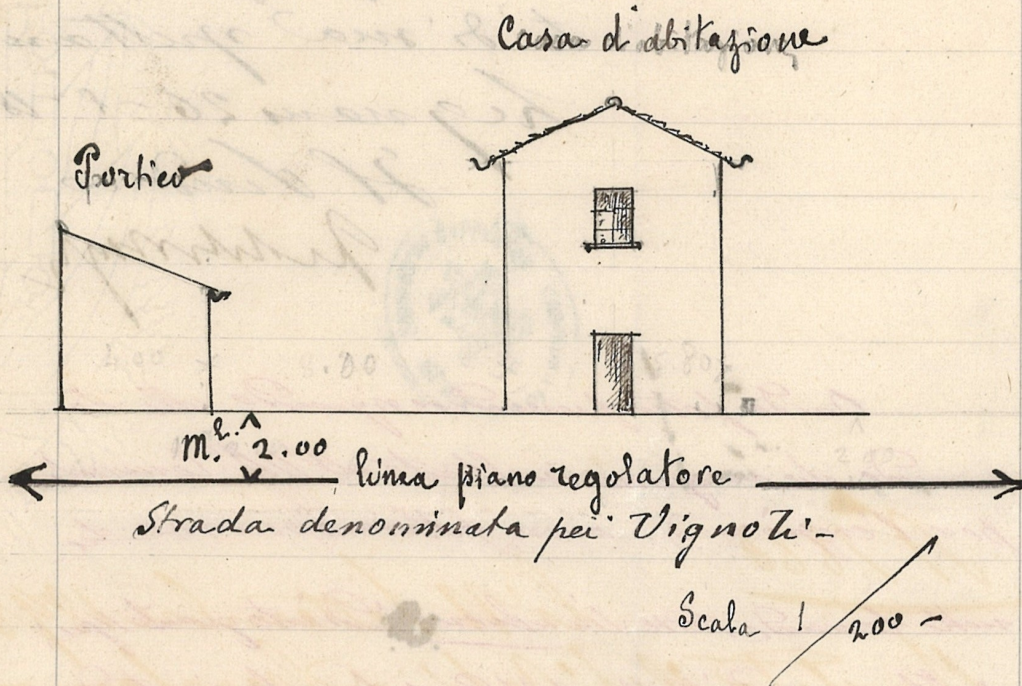 Casa d'abitazione
Portico
M.L. 2.00
linea piano regolatore
Strada denominata pei Vignoli -
Scala 1/200 -